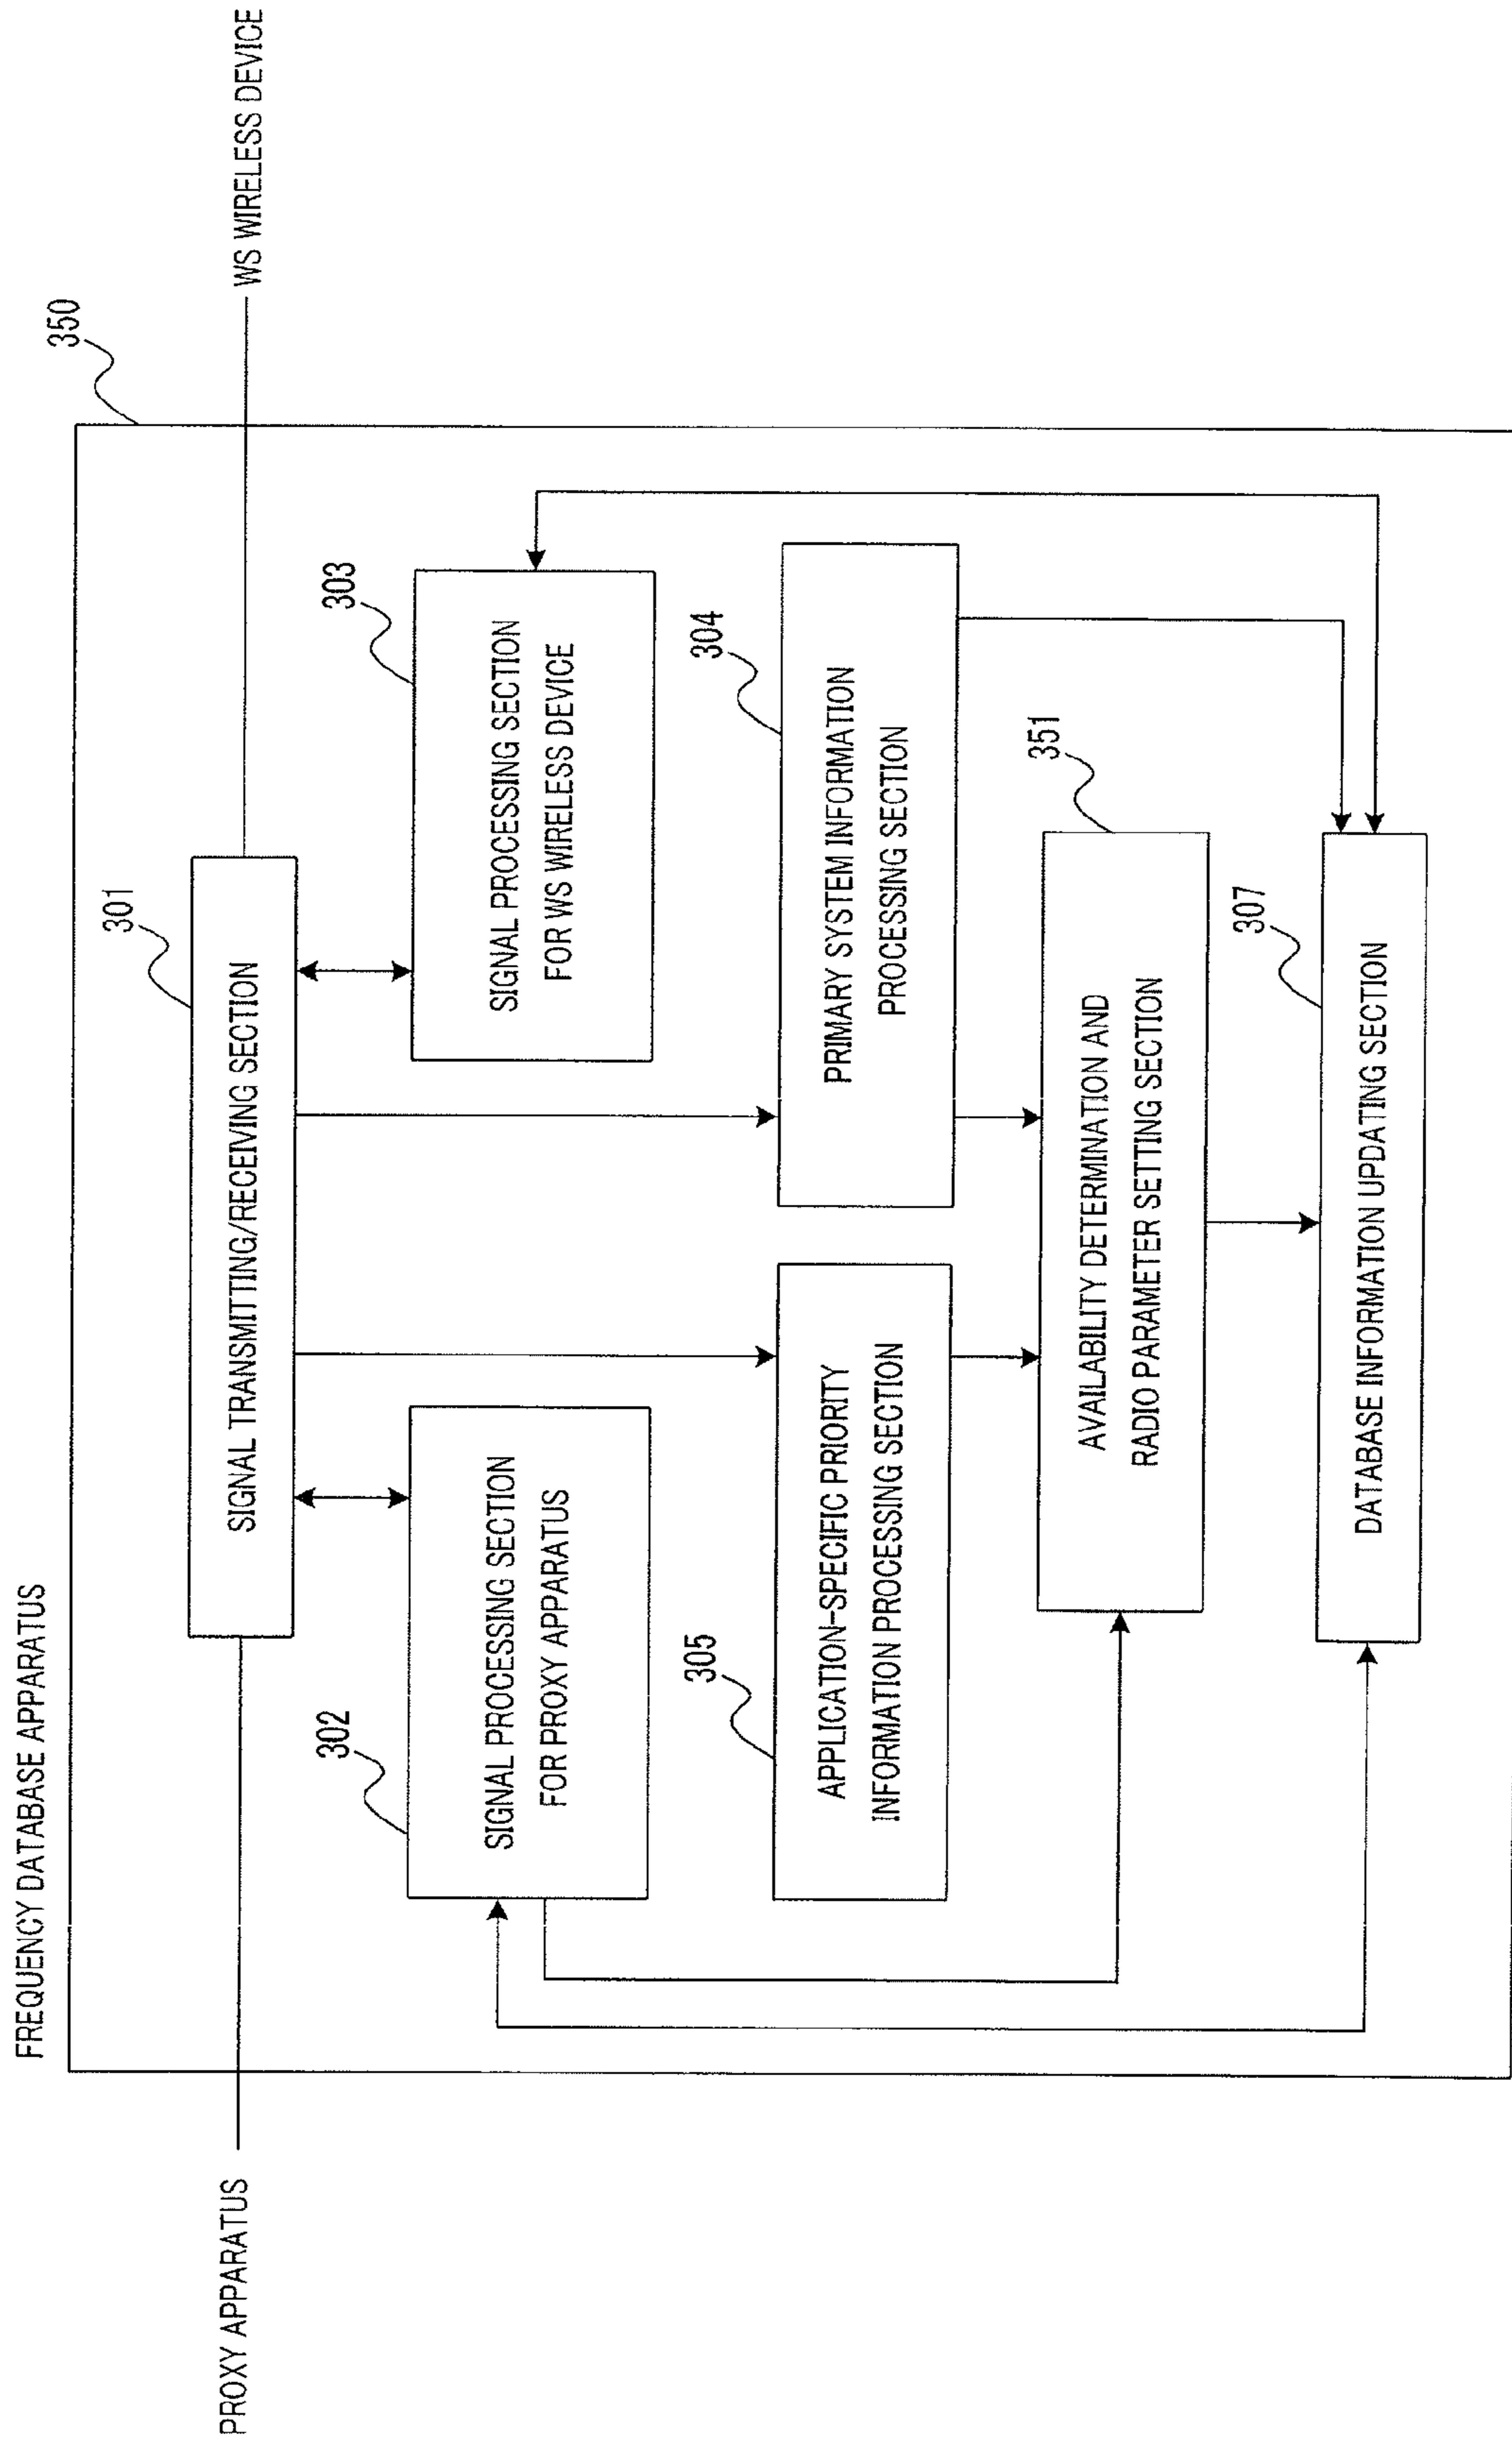 FREQUENCY DATABASE APPARATUS
350
PROXY APPARATUS
WS WIRELESS DEVICE
301
SIGNAL TRANSMITTING/RECEIVING SECTION
302
SIGNAL PROCESSING SECTION
FOR PROXY APPARATUS
303
SIGNAL PROCESSING SECTION
FOR WS WIRELESS DEVICE
305
APPLICATION-SPECIFIC PRIORITY
INFORMATION PROCESSING SECTION
304
PRIMARY SYSTEM INFORMATION
PROCESSING SECTION
351
AVAILABILITY DETERMINATION AND
RADIO PARAMETER SETTING SECTION
307
DATABASE INFORMATION UPDATING SECTION